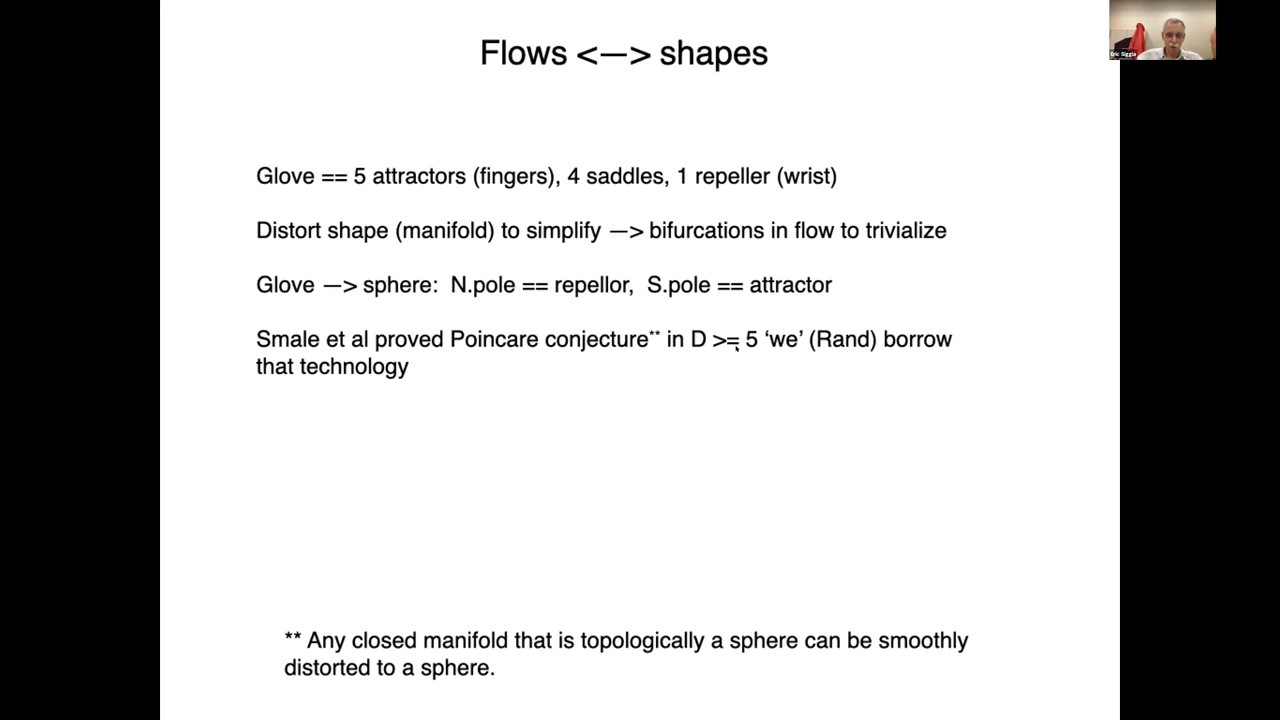 Flows <—> shapes
Eric Siggia
Glove == 5 attractors (fingers), 4 saddles, 1 repeller (wrist)
Distort shape (manifold) to simplify —> bifurcations in flow to trivialize
Glove —> sphere:  N.pole == repellor,  S.pole == attractor
Smale et al proved Poincare conjecture** in D >= 5 ‘we’ (Rand) borrow
that technology
** Any closed manifold that is topologically a sphere can be smoothly
distorted to a sphere.